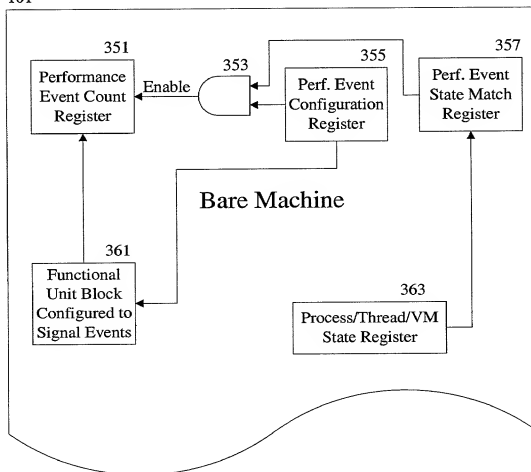 351
Performance
Event Count
Register
Enable
353
355
Perf. Event
Configuration
Register
357
Perf. Event
State Match
Register
Bare Machine
361
Functional
Unit Block
Configured to
Signal Events
363
Process/Thread/VM
State Register